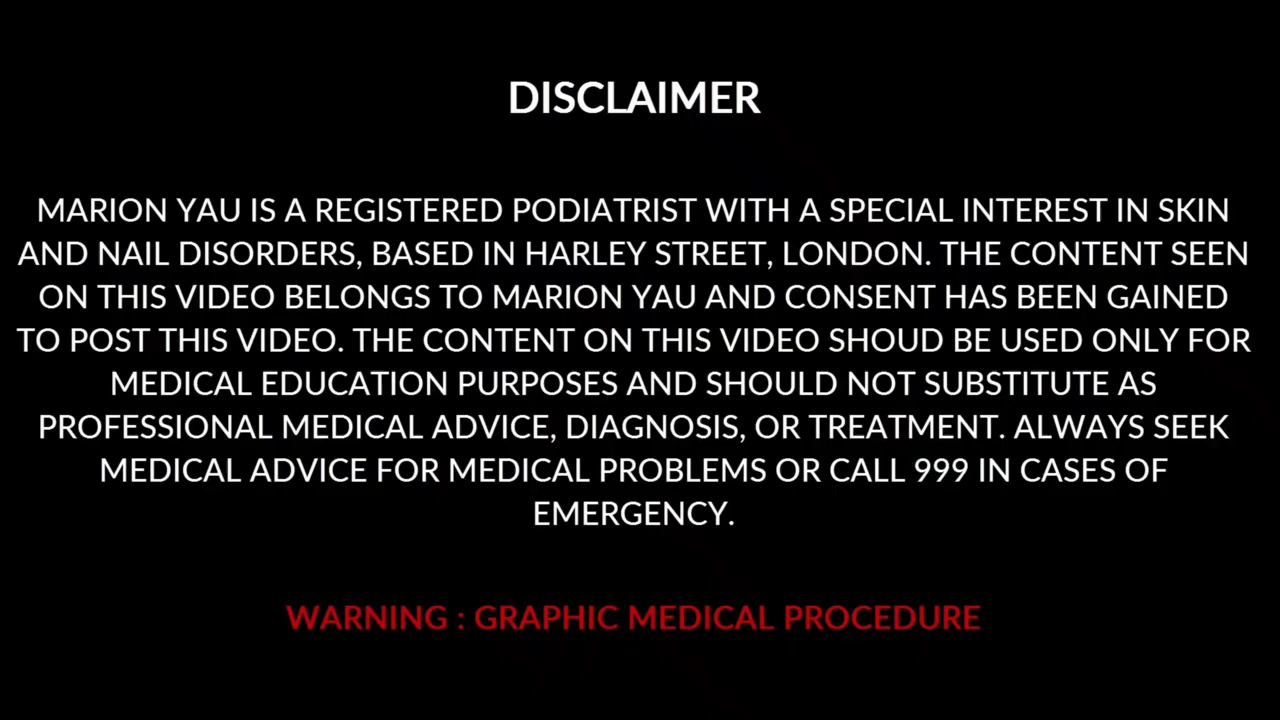 DISCLAIMER
MARION YAU IS A REGISTERED PODIATRIST WITH A SPECIAL INTEREST IN SKIN
AND NAIL DISORDERS, BASED IN HARLEY STREET, LONDON. THE CONTENT SEEN
ON THIS VIDEO BELONGS TO MARION YAU AND CONSENT HAS BEEN GAINED
TO POST THIS VIDEO. THE CONTENT ON THIS VIDEO SHOUD BE USED ONLY FOR
MEDICAL EDUCATION PURPOSES AND SHOULD NOT SUBSTITUTE AS
PROFESSIONAL MEDICAL ADVICE, DIAGNOSIS, OR TREATMENT. ALWAYS SEEK
MEDICAL ADVICE FOR MEDICAL PROBLEMS OR CALL 999 IN CASES OF
EMERGENCY.
WARNING : GRAPHIC MEDICAL PROCEDURE